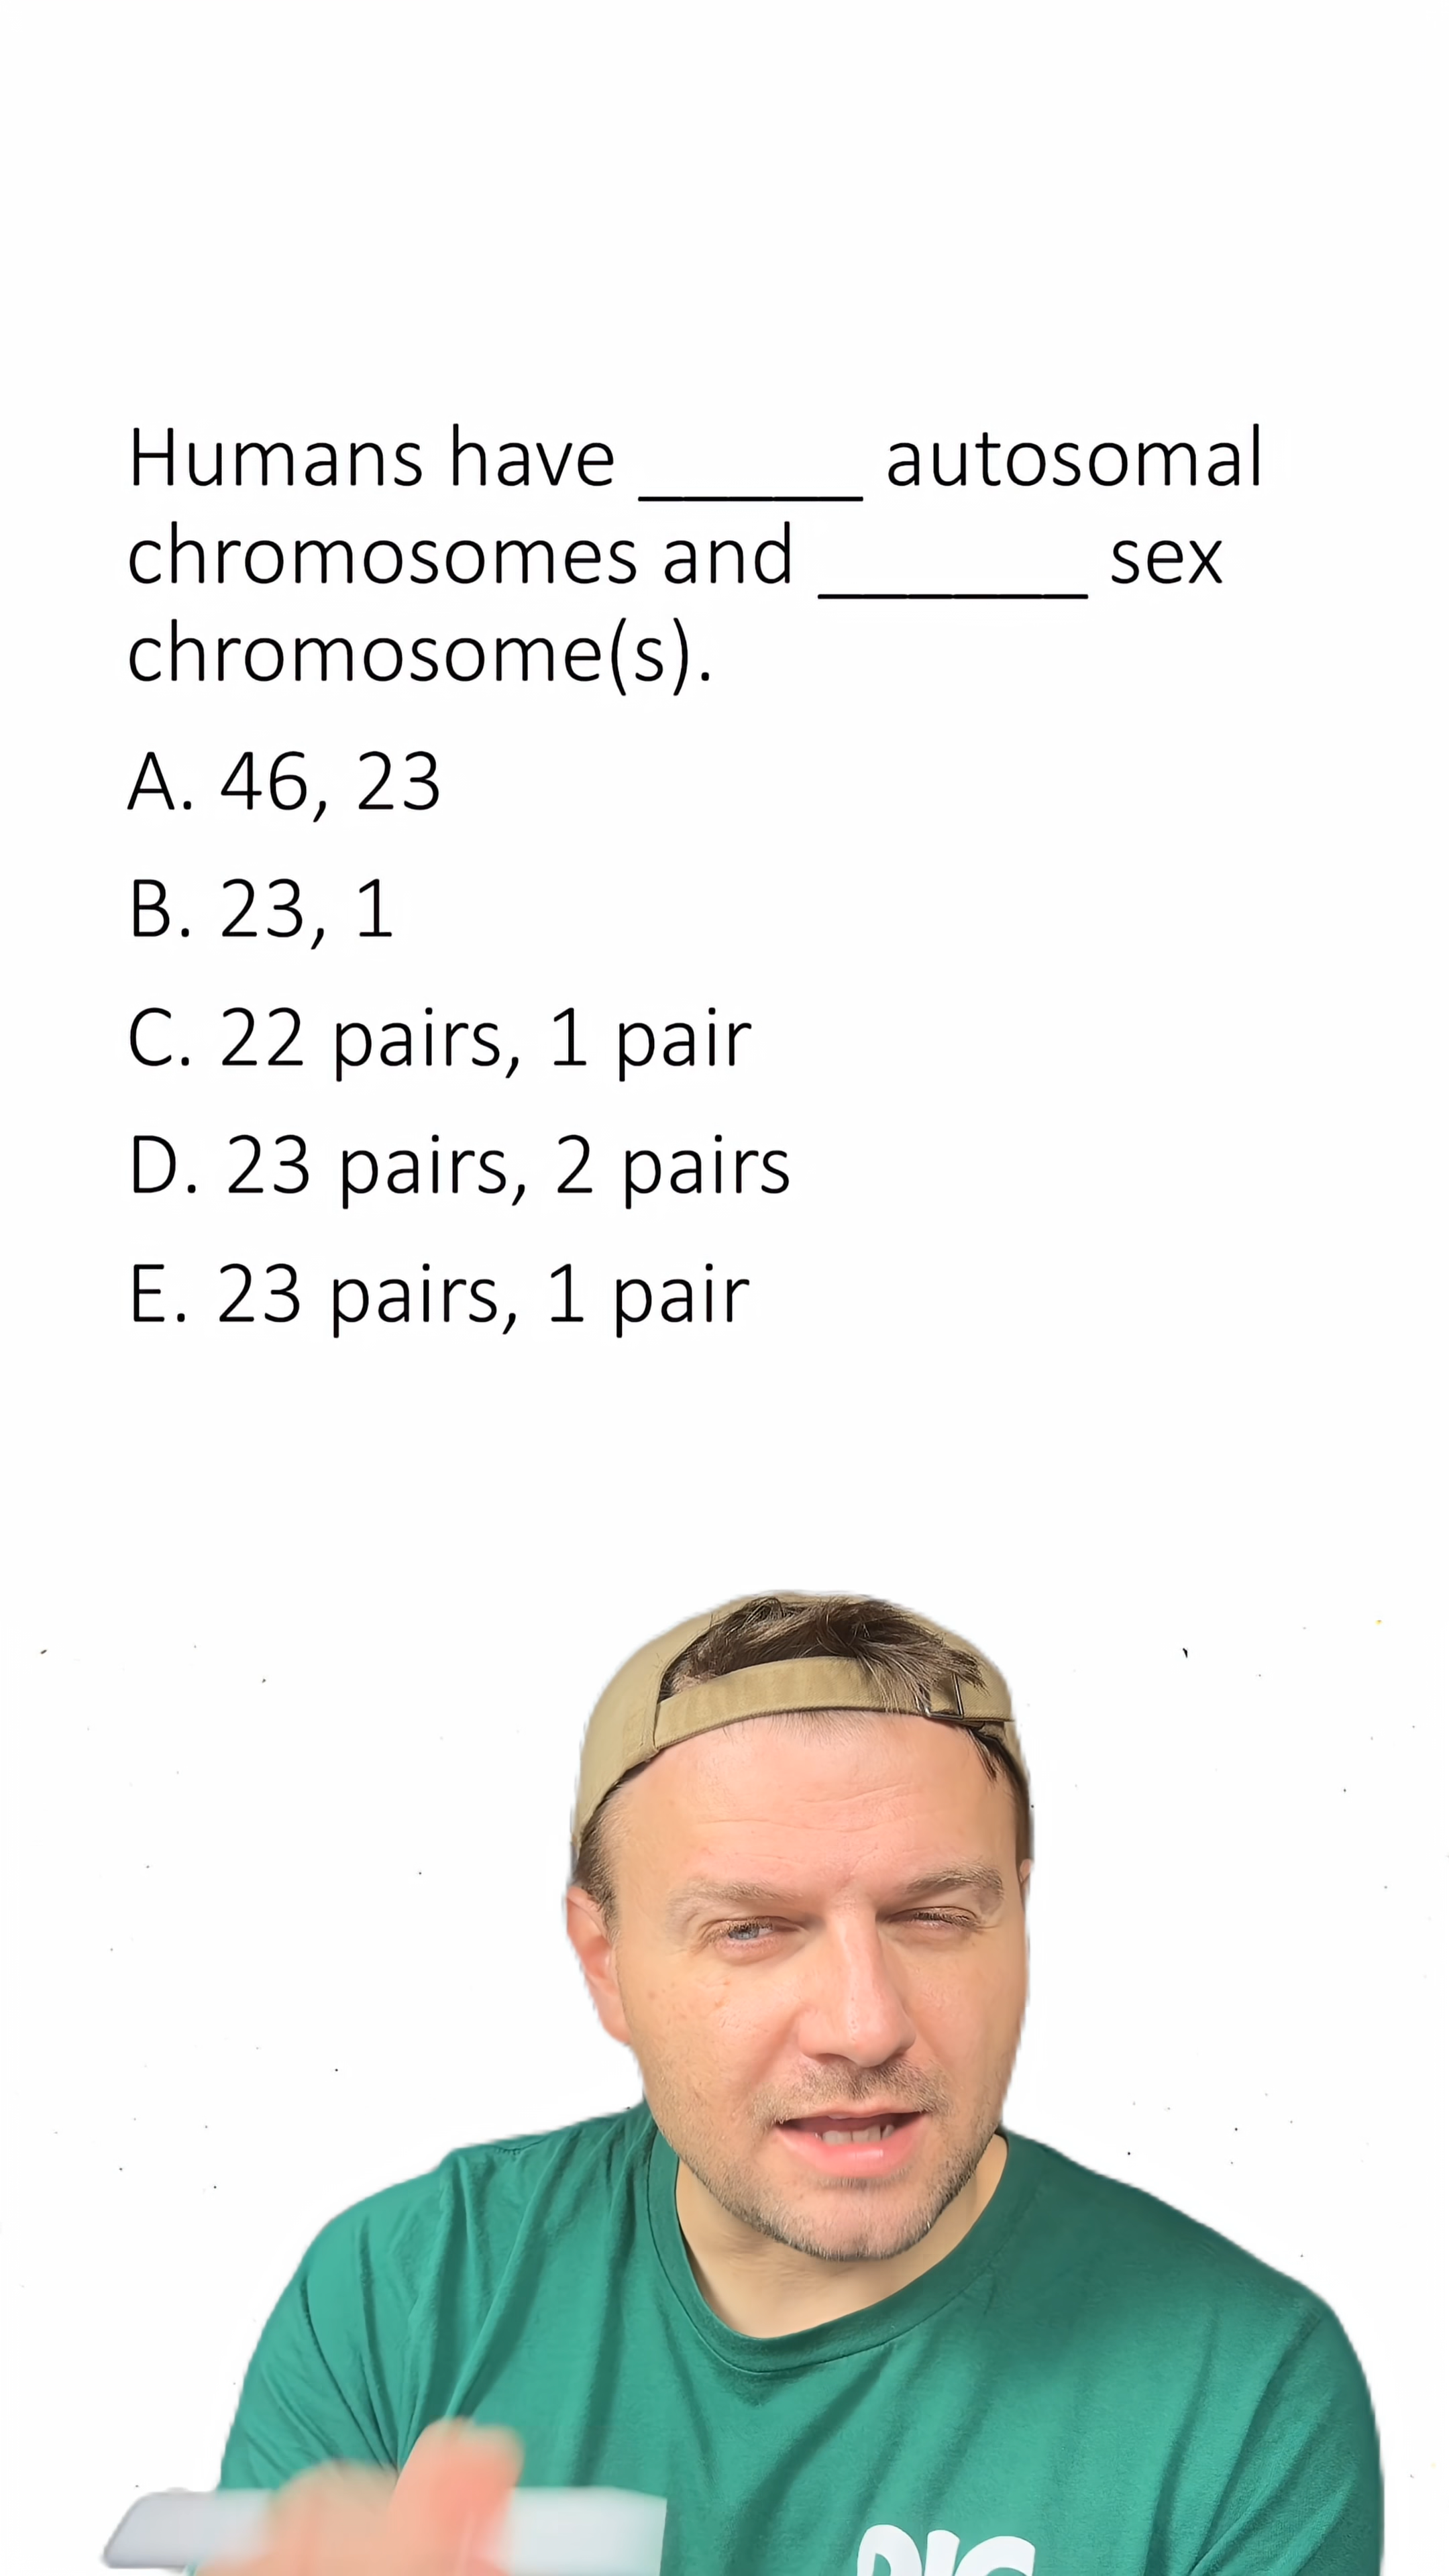 Humans have _____ autosomal
chromosomes and ______ sex
chromosome(s).
A. 46, 23
B. 23, 1
C. 22 pairs, 1 pair
D. 23 pairs, 2 pairs
E. 23 pairs, 1 pair